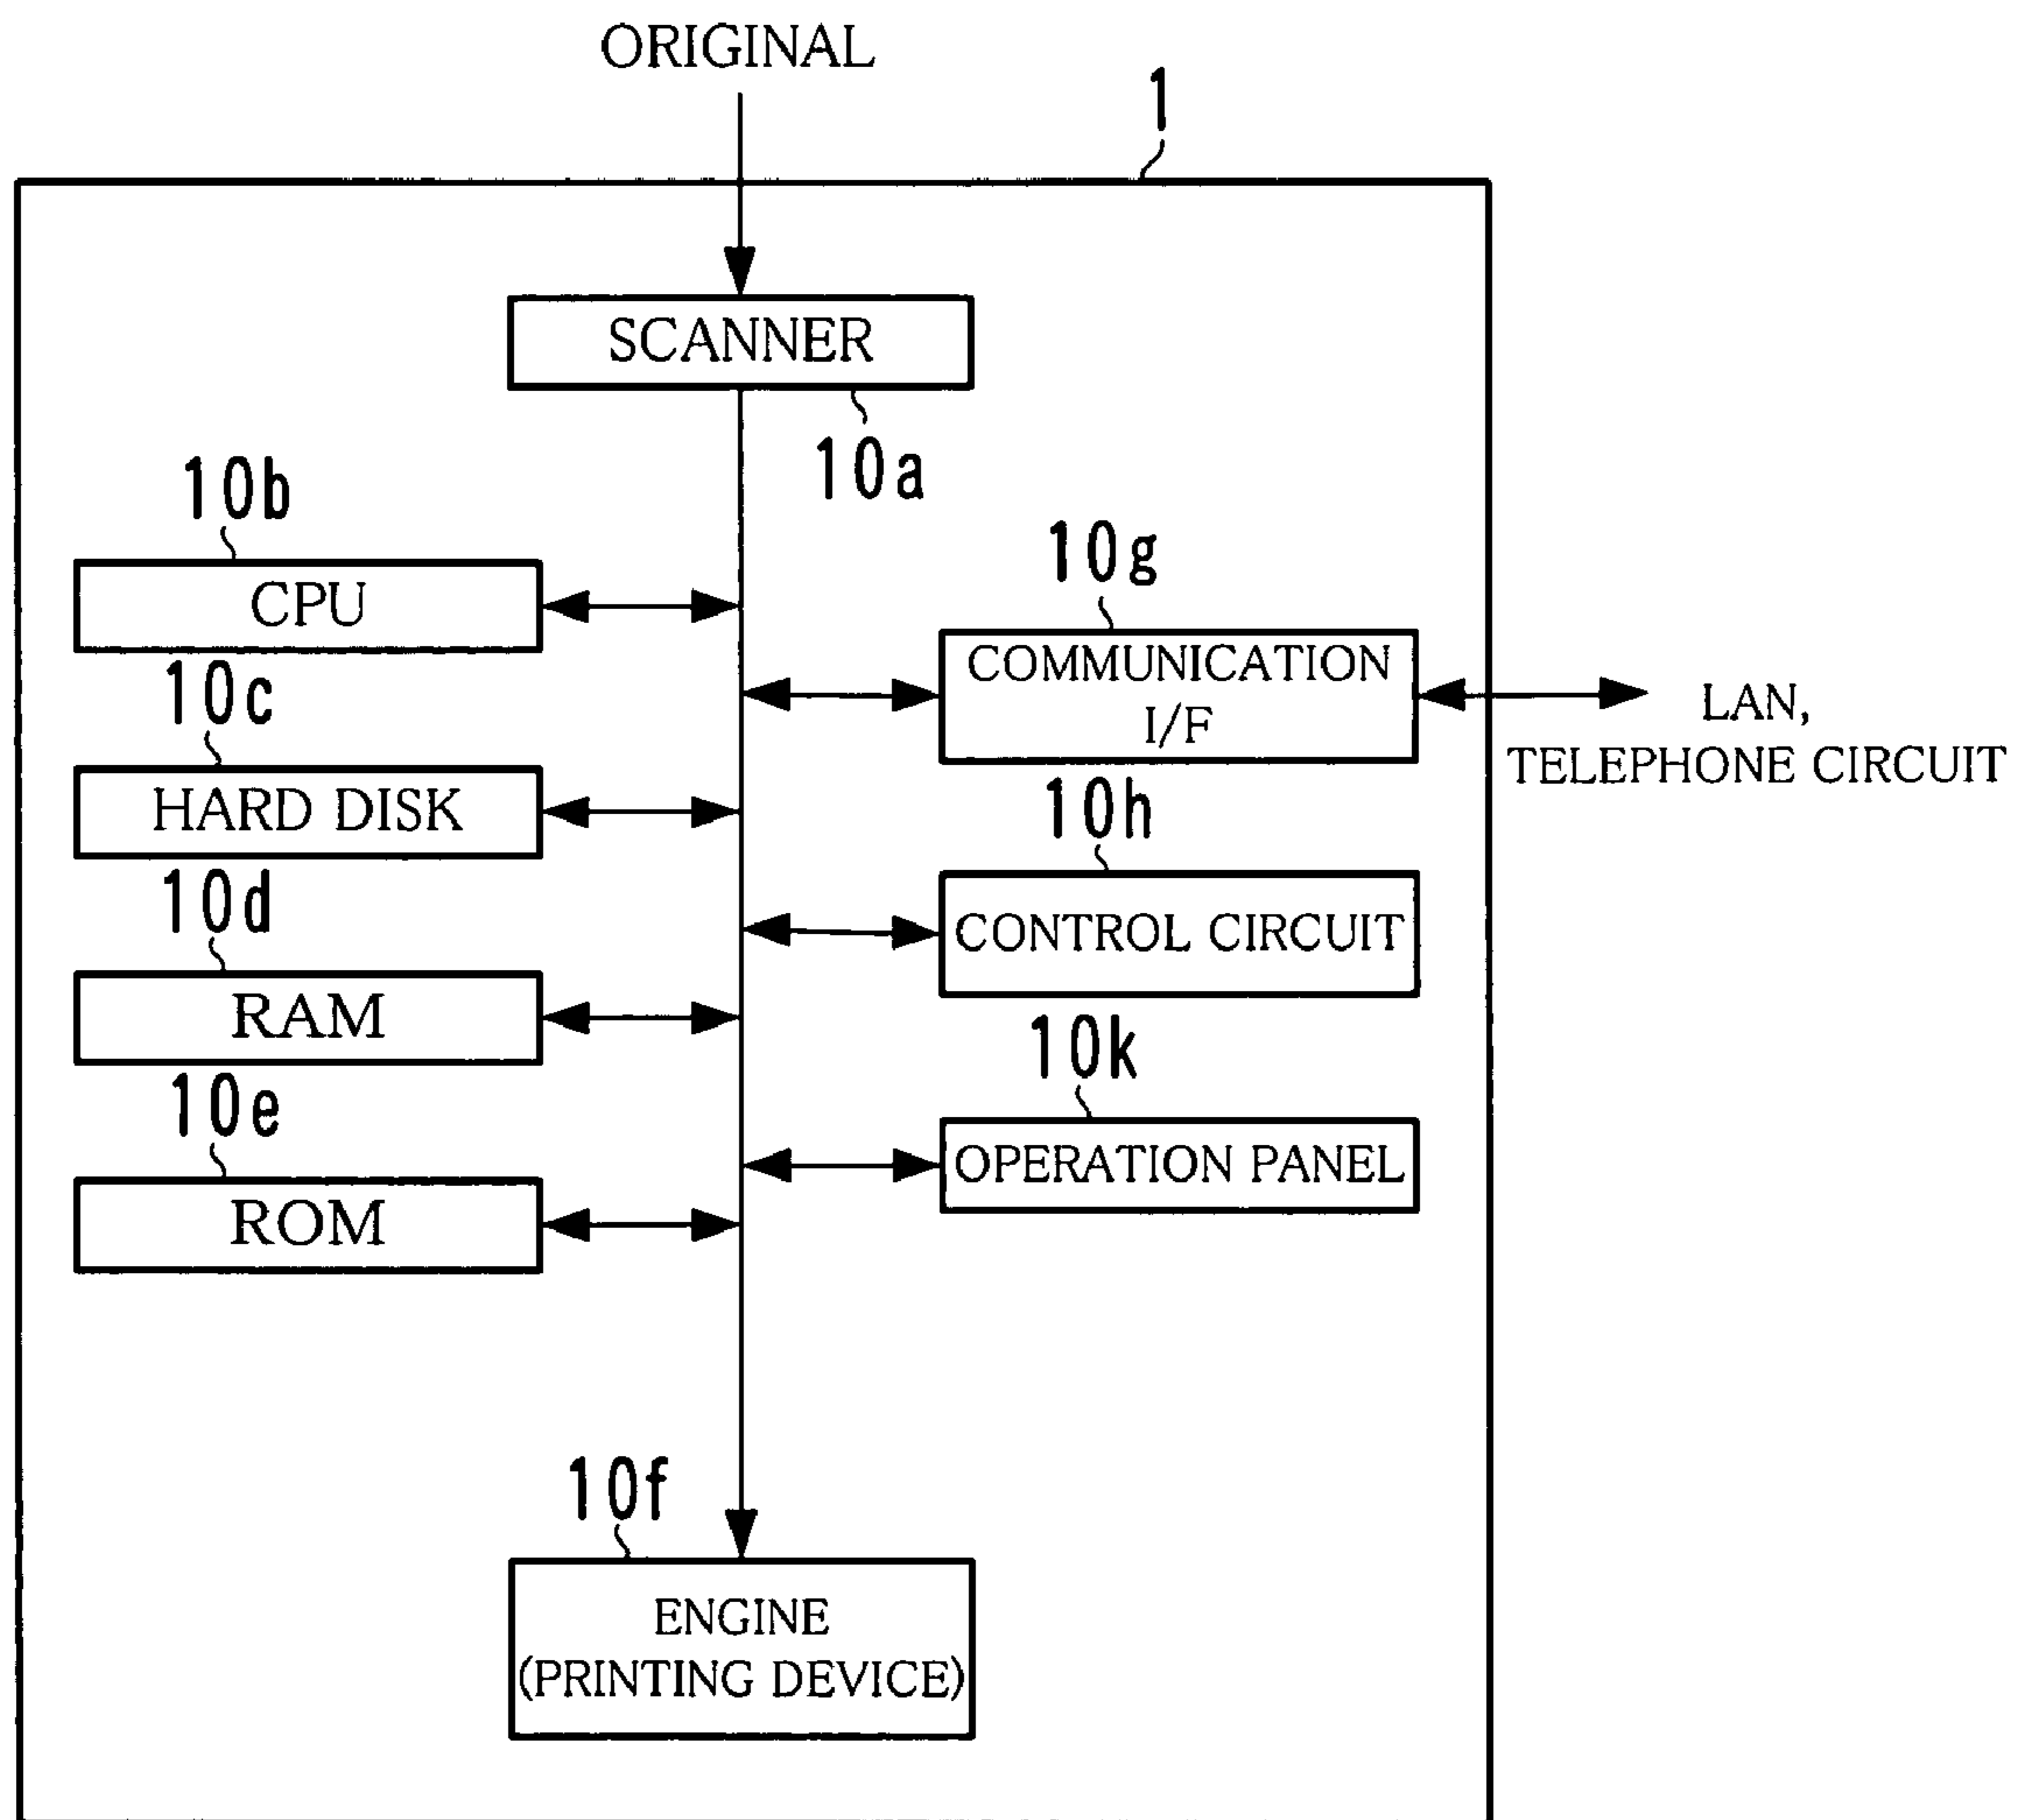 ORIGINAL
1
SCANNER
10a
10b
CPU
10g
COMMUNICATION
I/F
LAN,
TELEPHONE CIRCUIT
10c
HARD DISK
10h
CONTROL CIRCUIT
10d
RAM
10k
OPERATION PANEL
10e
ROM
10f
ENGINE
(PRINTING DEVICE)